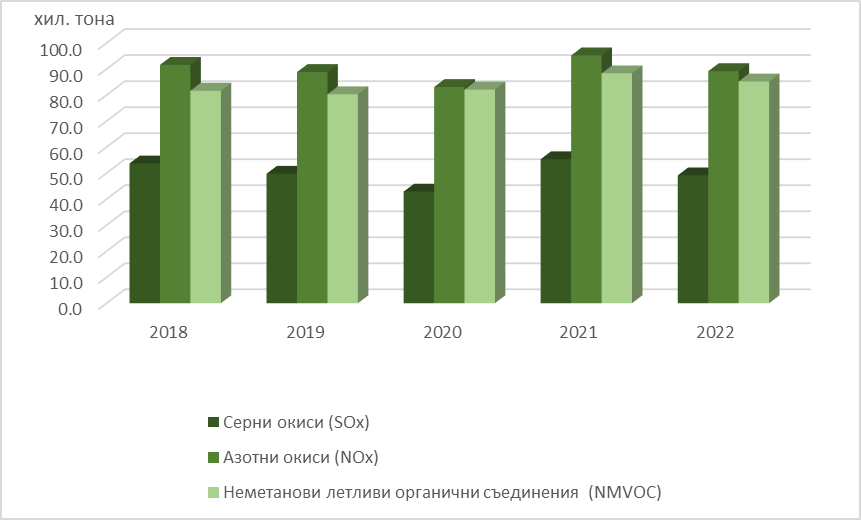 хил. тона
100.0
90.0
80.0
70.0
60.0
50.0
40.0
30.0
20.0
10.0
0.0
2018 2019 2020 2021 2022
Серни окиси (SOx)
Азотни окиси (NOx)
Неметанови летливи органични съединения (NMVOC)